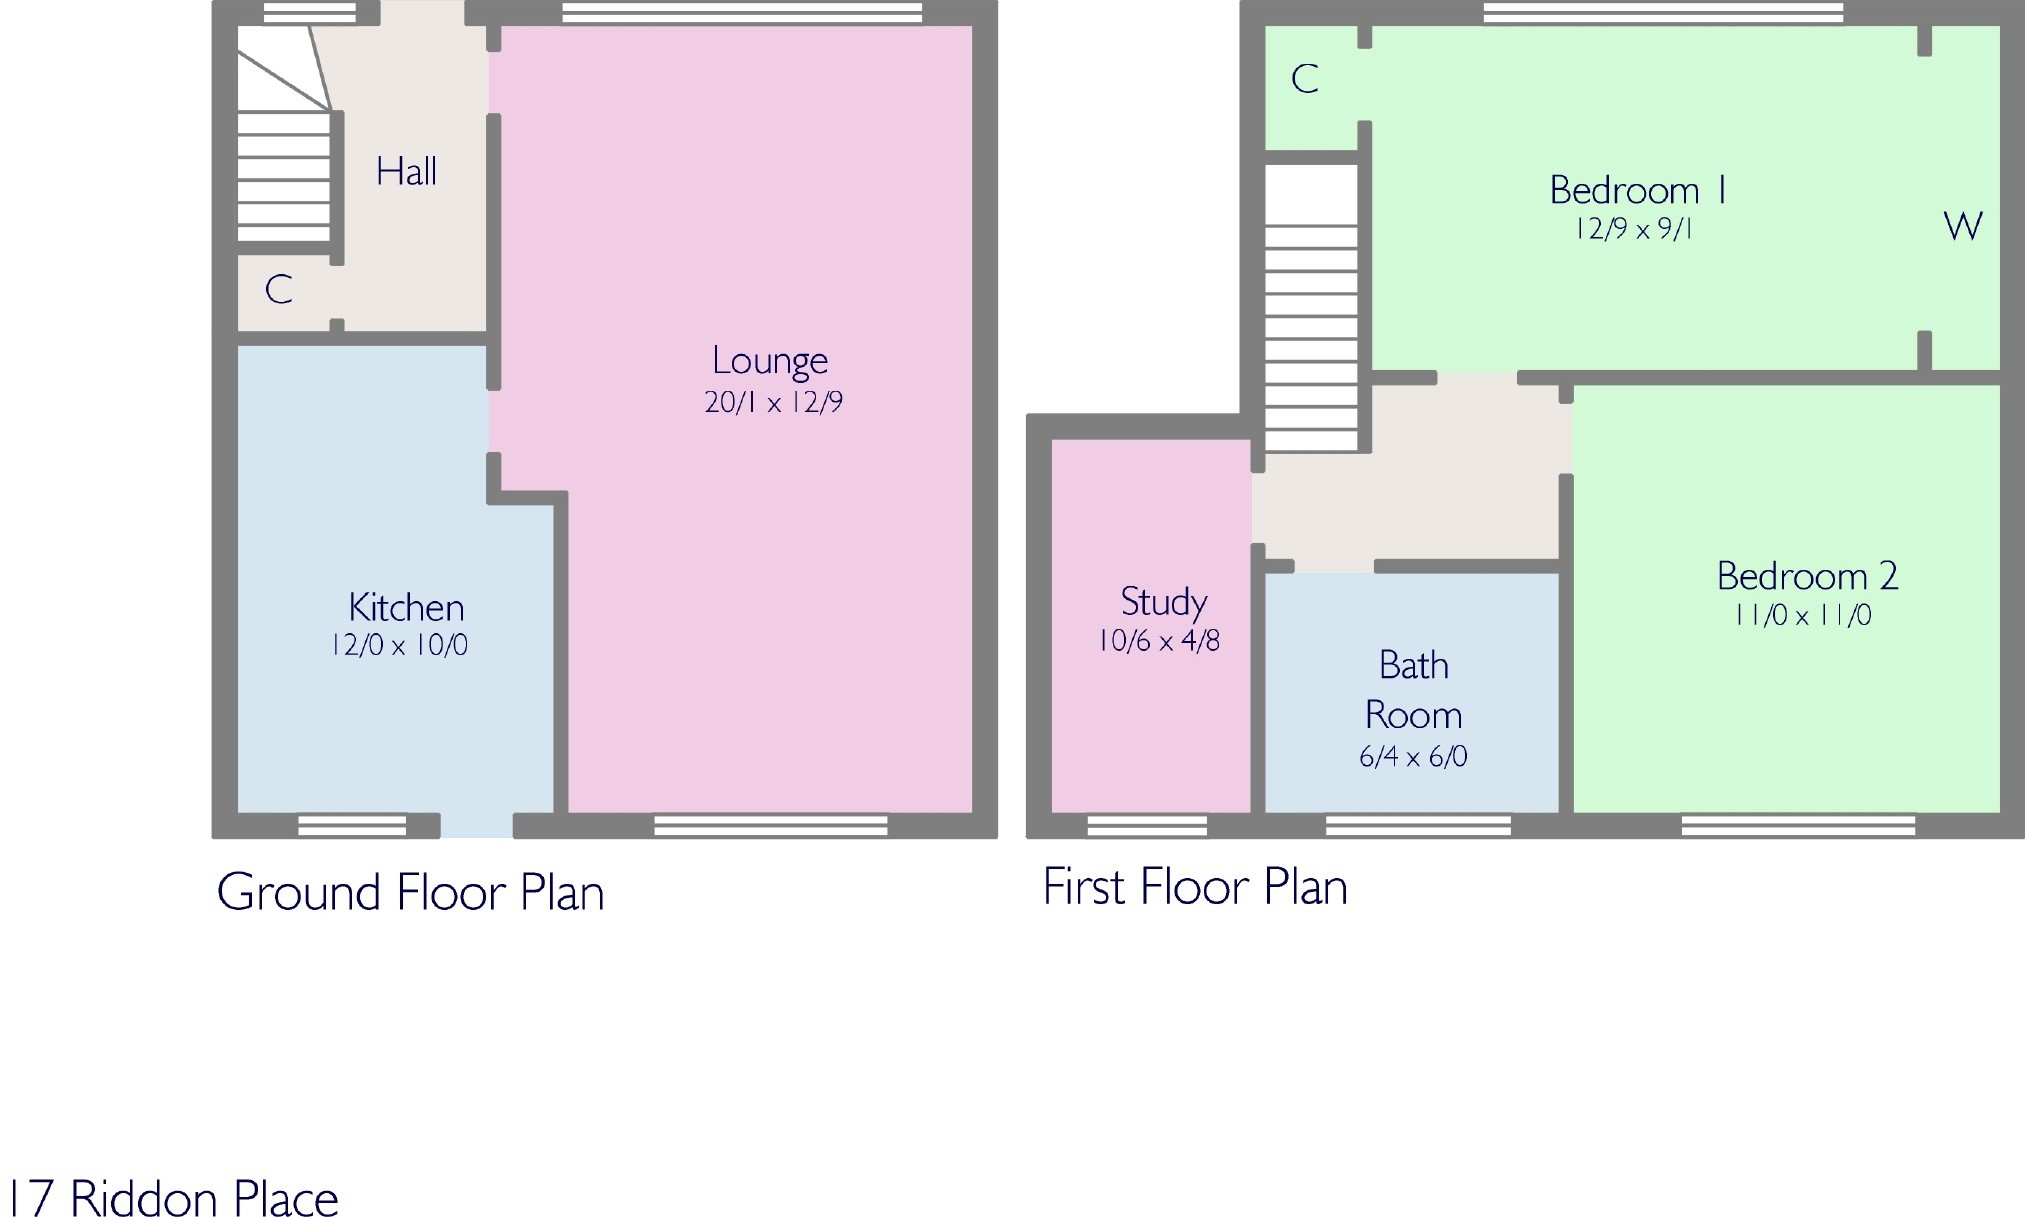 Hall
C
Lounge
20/1 x 12/9
Kitchen
12/0 x 10/0
Ground Floor Plan
C
Bedroom 1
12/9 x 9/1
W
Study
10/6 x 4/8
Bath
Room
6/4 x 6/0
Bedroom 2
11/0 x 11/0
First Floor Plan
17 Riddon Place